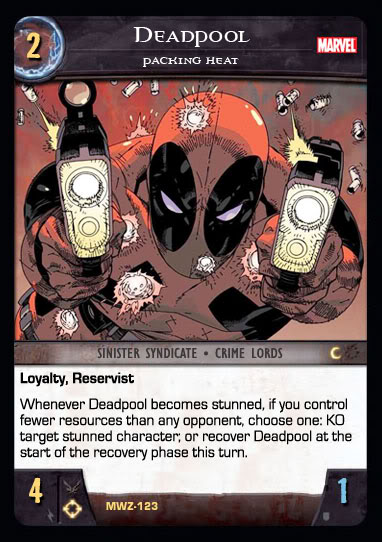 2
DEADPOOL
PACKING HEAT
MARVEL
SINISTER SYNDICATE • CRIME LORDS
C
Loyalty, Reservist
Whenever Deadpool becomes stunned, if you control
fewer resources than any opponent, choose one: KO
target stunned character; or recover Deadpool at the
start of the recovery phase this turn.
4
MWZ-123
1